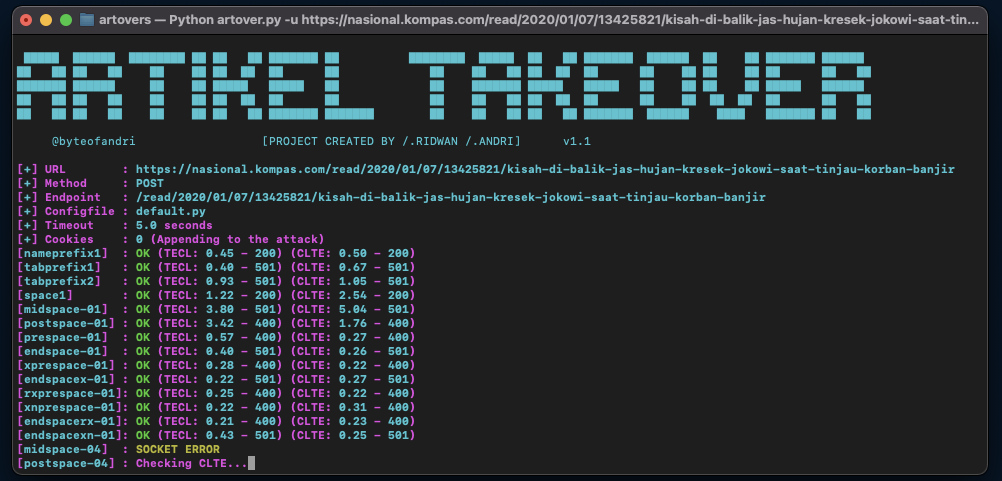 artovers — Python artover.py -u https://nasional.kompas.com/read/2020/01/07/13425821/kisah-di-balik-jas-hujan-kresek-jokowi-saat-tin...
ARTIKEL TAKEOVER
@byteofandri [PROJECT CREATED BY /.RIDWAN /.ANDRI] v1.1
[+] URL : https://nasional.kompas.com/read/2020/01/07/13425821/kisah-di-balik-jas-hujan-kresek-jokowi-saat-tinjau-korban-banjir
[+] Method : POST
[+] Endpoint : /read/2020/01/07/13425821/kisah-di-balik-jas-hujan-kresek-jokowi-saat-tinjau-korban-banjir
[+] Configfile : default.py
[+] Timeout : 5.0 seconds
[+] Cookies : 0 (Appending to the attack)
[nameprefix1] : OK (TECL: 0.45 - 200) (CLTE: 0.50 - 200)
[tabprefix1] : OK (TECL: 0.40 - 501) (CLTE: 0.67 - 501)
[tabprefix2] : OK (TECL: 0.93 - 501) (CLTE: 1.05 - 501)
[space1] : OK (TECL: 1.22 - 200) (CLTE: 2.54 - 200)
[midspace-01] : OK (TECL: 3.80 - 501) (CLTE: 5.04 - 501)
[postspace-01] : OK (TECL: 3.42 - 400) (CLTE: 1.76 - 400)
[prespace-01] : OK (TECL: 0.57 - 400) (CLTE: 0.27 - 400)
[endspace-01] : OK (TECL: 0.40 - 501) (CLTE: 0.26 - 501)
[xprespace-01] : OK (TECL: 0.28 - 400) (CLTE: 0.22 - 400)
[endspacex-01] : OK (TECL: 0.22 - 501) (CLTE: 0.27 - 501)
[rxprespace-01]: OK (TECL: 0.25 - 400) (CLTE: 0.22 - 400)
[xnprespace-01]: OK (TECL: 0.22 - 400) (CLTE: 0.31 - 400)
[endspacerx-01]: OK (TECL: 0.21 - 400) (CLTE: 0.23 - 400)
[endspacexn-01]: OK (TECL: 0.43 - 501) (CLTE: 0.25 - 501)
[midspace-04] : SOCKET ERROR
[postspace-04] : Checking CLTE...